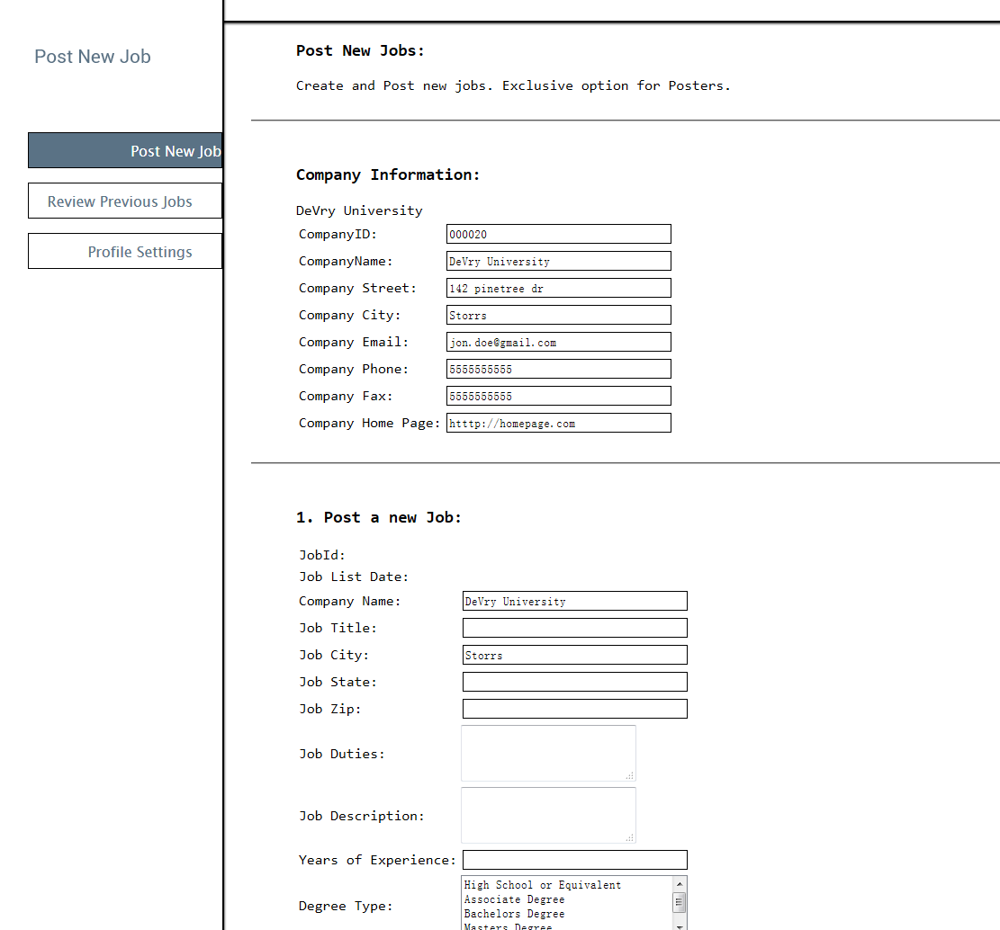 Post New Job
Post New Job
Review Previous Jobs
Profile Settings
Post New Jobs:
Create and Post new jobs. Exclusive option for Posters.
Company Information:
DeVry University
CompanyID: 000020
CompanyName: DeVry University
Company Street: 142 pinetree dr
Company City: Storrs
Company Email: jon.doe@gmail.com
Company Phone: 5555555555
Company Fax: 5555555555
Company Home Page: htttp://homepage.com
1. Post a new Job:
JobId:
Job List Date:
Company Name: DeVry University
Job Title:
Job City: Storrs
Job State:
Job Zip:
Job Duties:
Job Description:
Years of Experience:
High School or Equivalent
Associate Degree
Degree Type:
Bachelors Degree
Masters Degree